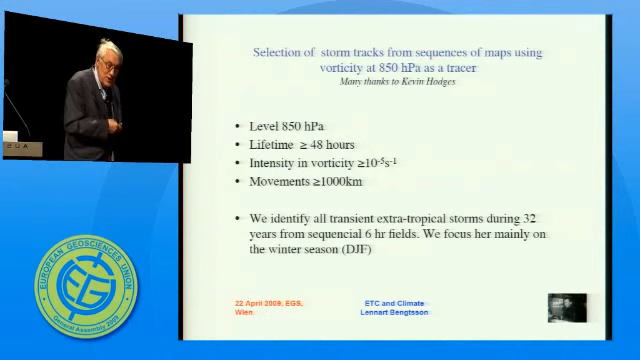 Selection of storm tracks from sequences of maps using
vorticity at 850 hPa as a tracer
Many thanks to Kevin Hodges
• Level 850 hPa
• Lifetime ≥ 48 hours
• Intensity in vorticity ≥10⁻⁵s⁻¹
• Movements ≥1000km
• We identify all transient extra-tropical storms during 32
years from sequencial 6 hr fields. We focus her mainly on
the winter season (DJF)
22 April 2009, EGS,
Wien
ETC and Climate
Lennart Bengtsson
EUROPEAN GEOSCIENCES UNION
EGU
General Assembly 2009